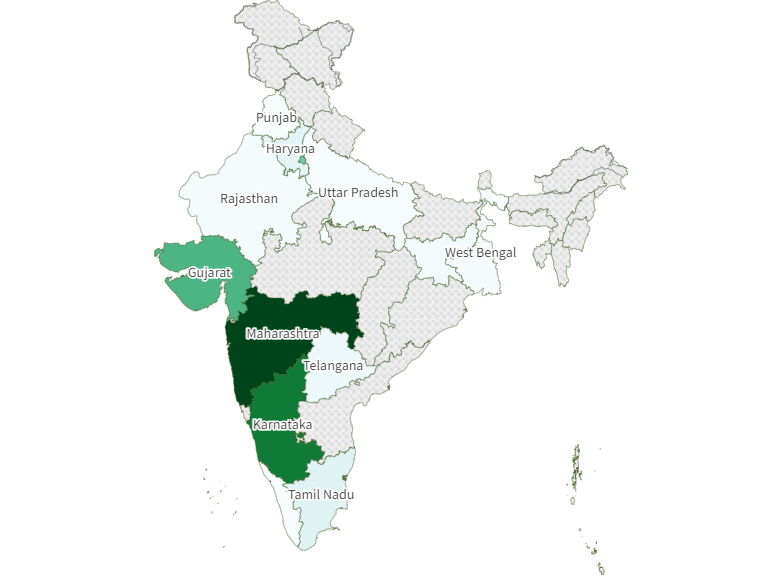 Punjab
Haryana
Rajasthan
Uttar Pradesh
West Bengal
Gujarat
Maharashtra
Telangana
Karnataka
Tamil Nadu